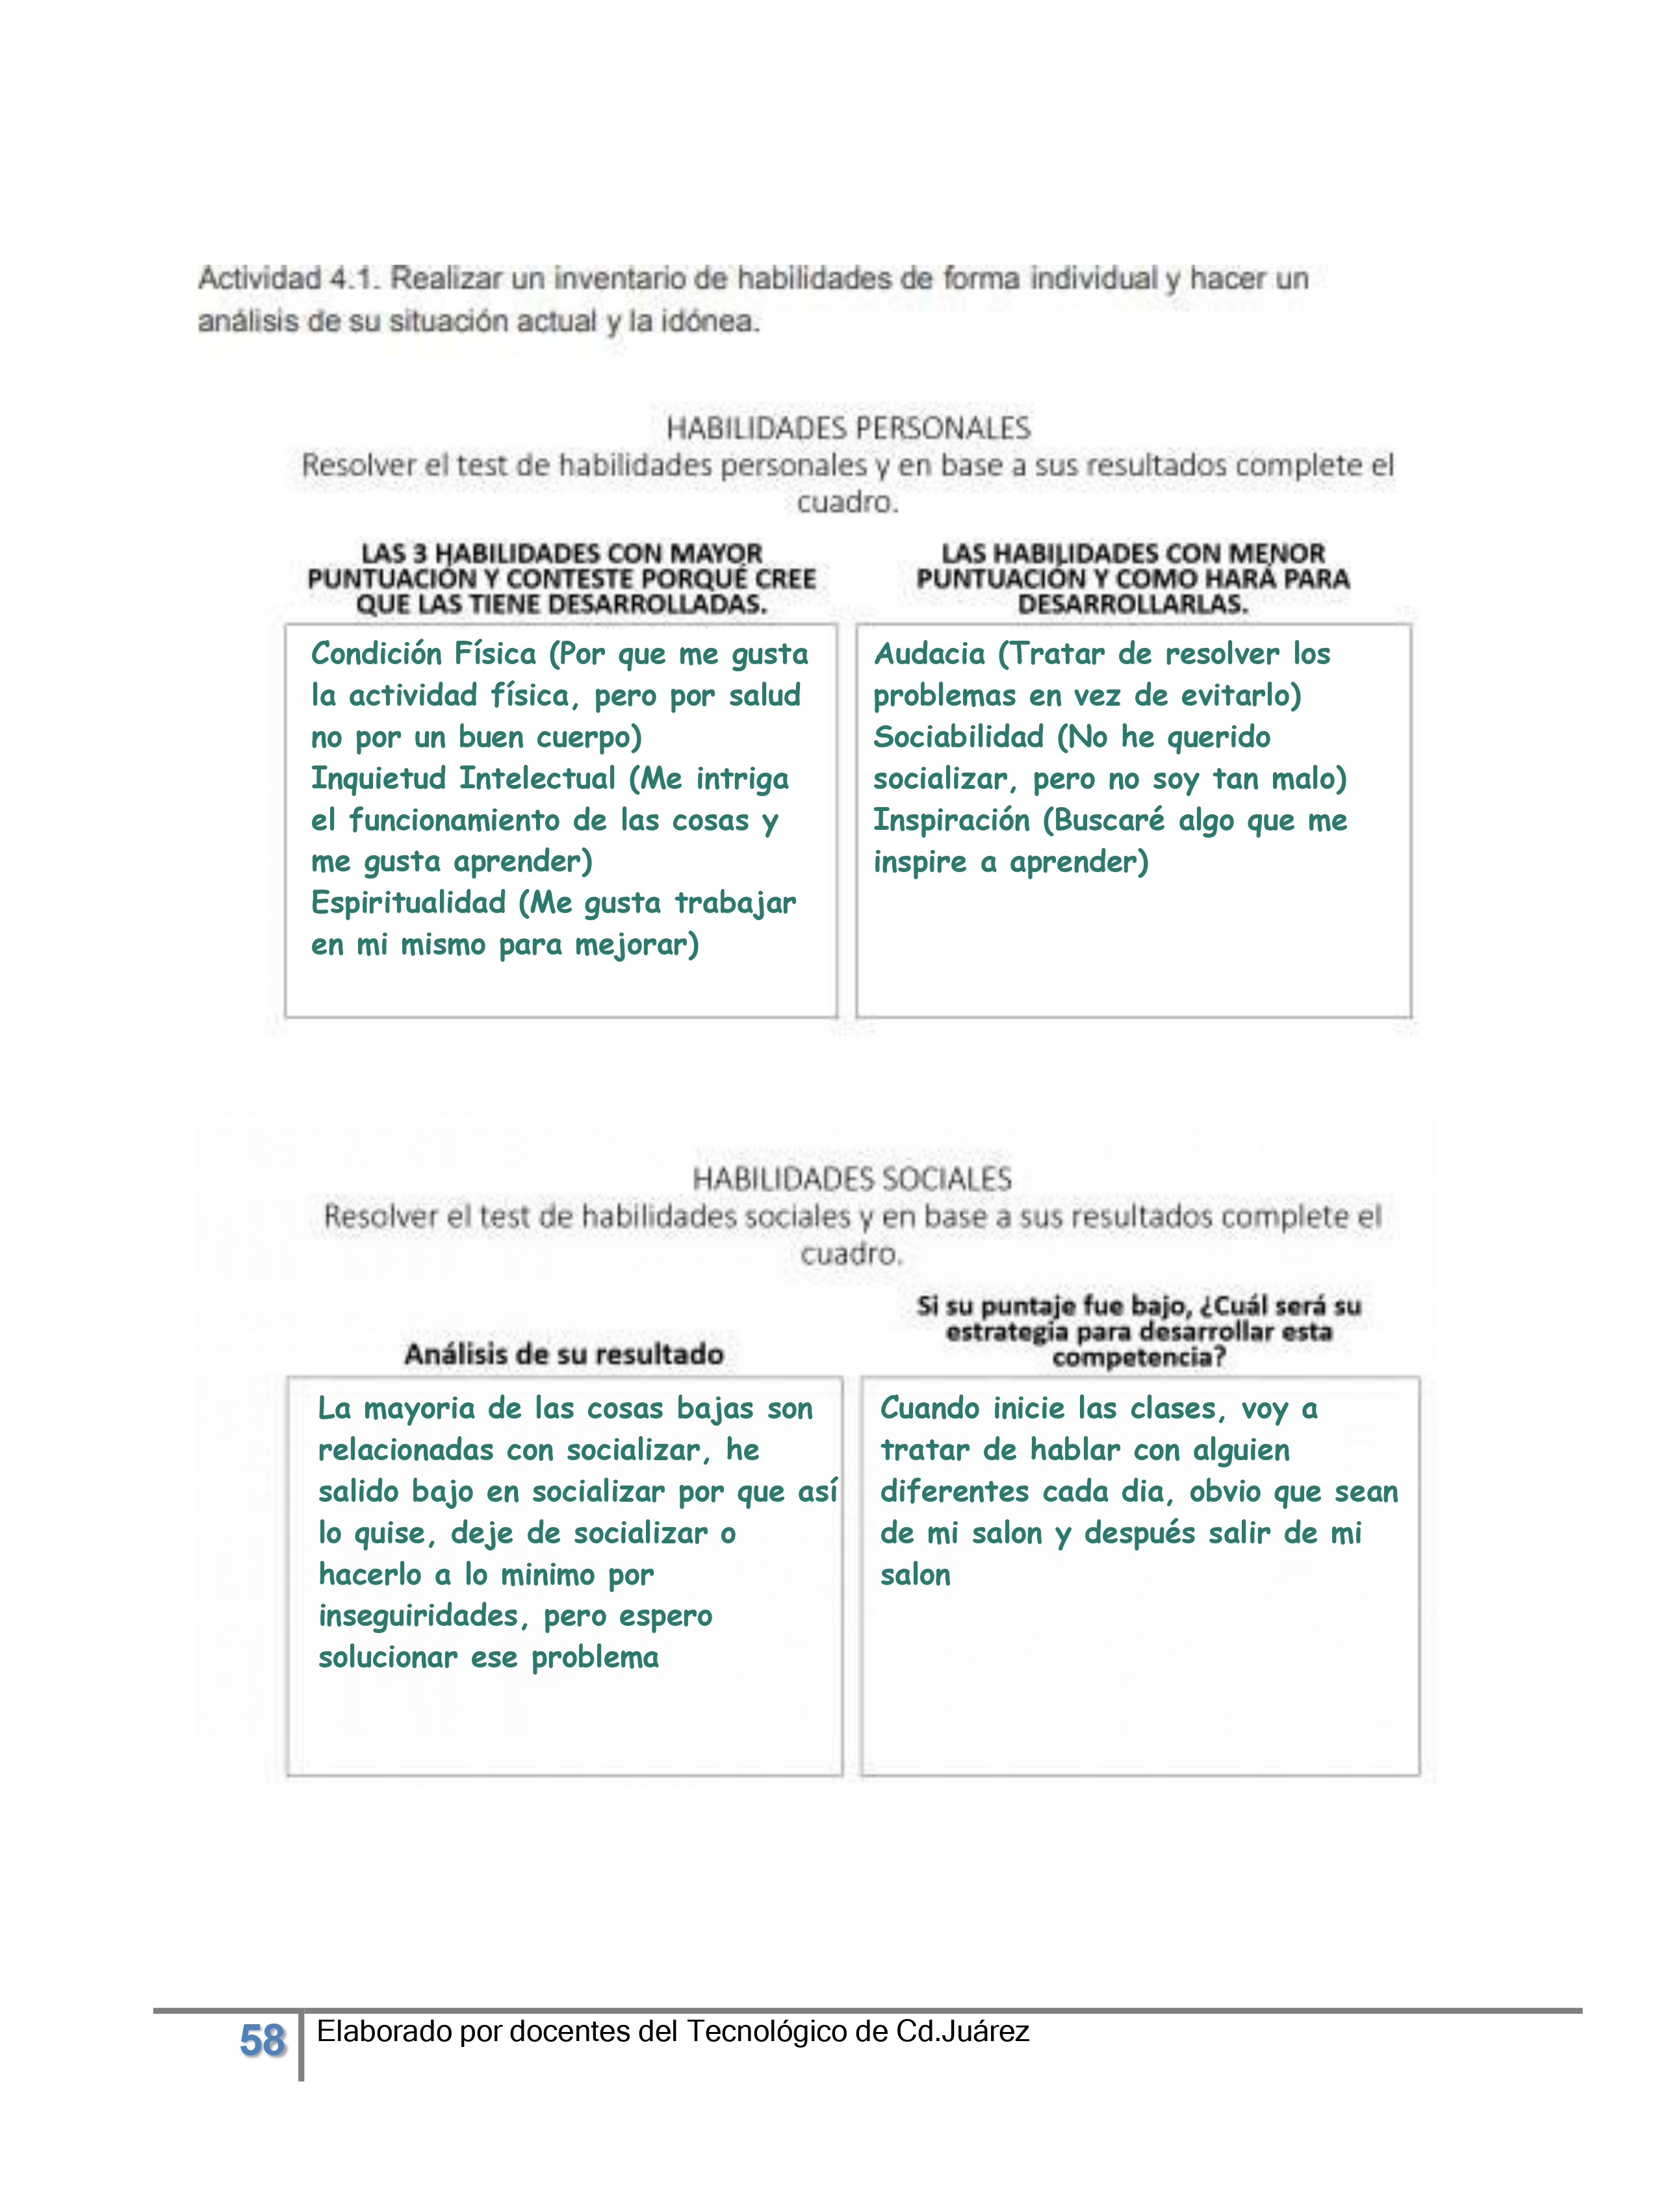 Actividad 4.1. Realizar un inventario de habilidades de forma individual y hacer un
análisis de su situación actual y la idónea.
HABILIDADES PERSONALES
Resolver el test de habilidades personales y en base a sus resultados complete el
cuadro.
LAS 3 HABILIDADES CON MAYOR
PUNTUACIÓN Y CONTESTE PORQUÉ CREE
QUE LAS TIENE DESARROLLADAS.
Condición Física (Por que me gusta
la actividad física, pero por salud
no por un buen cuerpo)
Inquietud Intelectual (Me intriga
el funcionamiento de las cosas y
me gusta aprender)
Espiritualidad (Me gusta trabajar
en mi mismo para mejorar)
LAS HABILIDADES CON MENOR
PUNTUACIÓN Y COMO HARÁ PARA
DESARROLLARLAS.
Audacia (Tratar de resolver los
problemas en vez de evitarlo)
Sociabilidad (No he querido
socializar, pero no soy tan malo)
Inspiración (Buscaré algo que me
inspire a aprender)
HABILIDADES SOCIALES
Resolver el test de habilidades sociales y en base a sus resultados complete el
cuadro.
Análisis de su resultado
La mayoria de las cosas bajas son
relacionadas con socializar, he
salido bajo en socializar por que así
lo quise, deje de socializar o
hacerlo a lo minimo por
inseguiridades, pero espero
solucionar ese problema
Si su puntaje fue bajo, ¿Cuál será su
estrategia para desarrollar esta
competencia?
Cuando inicie las clases, voy a
tratar de hablar con alguien
diferentes cada dia, obvio que sean
de mi salon y después salir de mi
salon
58 Elaborado por docentes del Tecnológico de Cd.Juárez